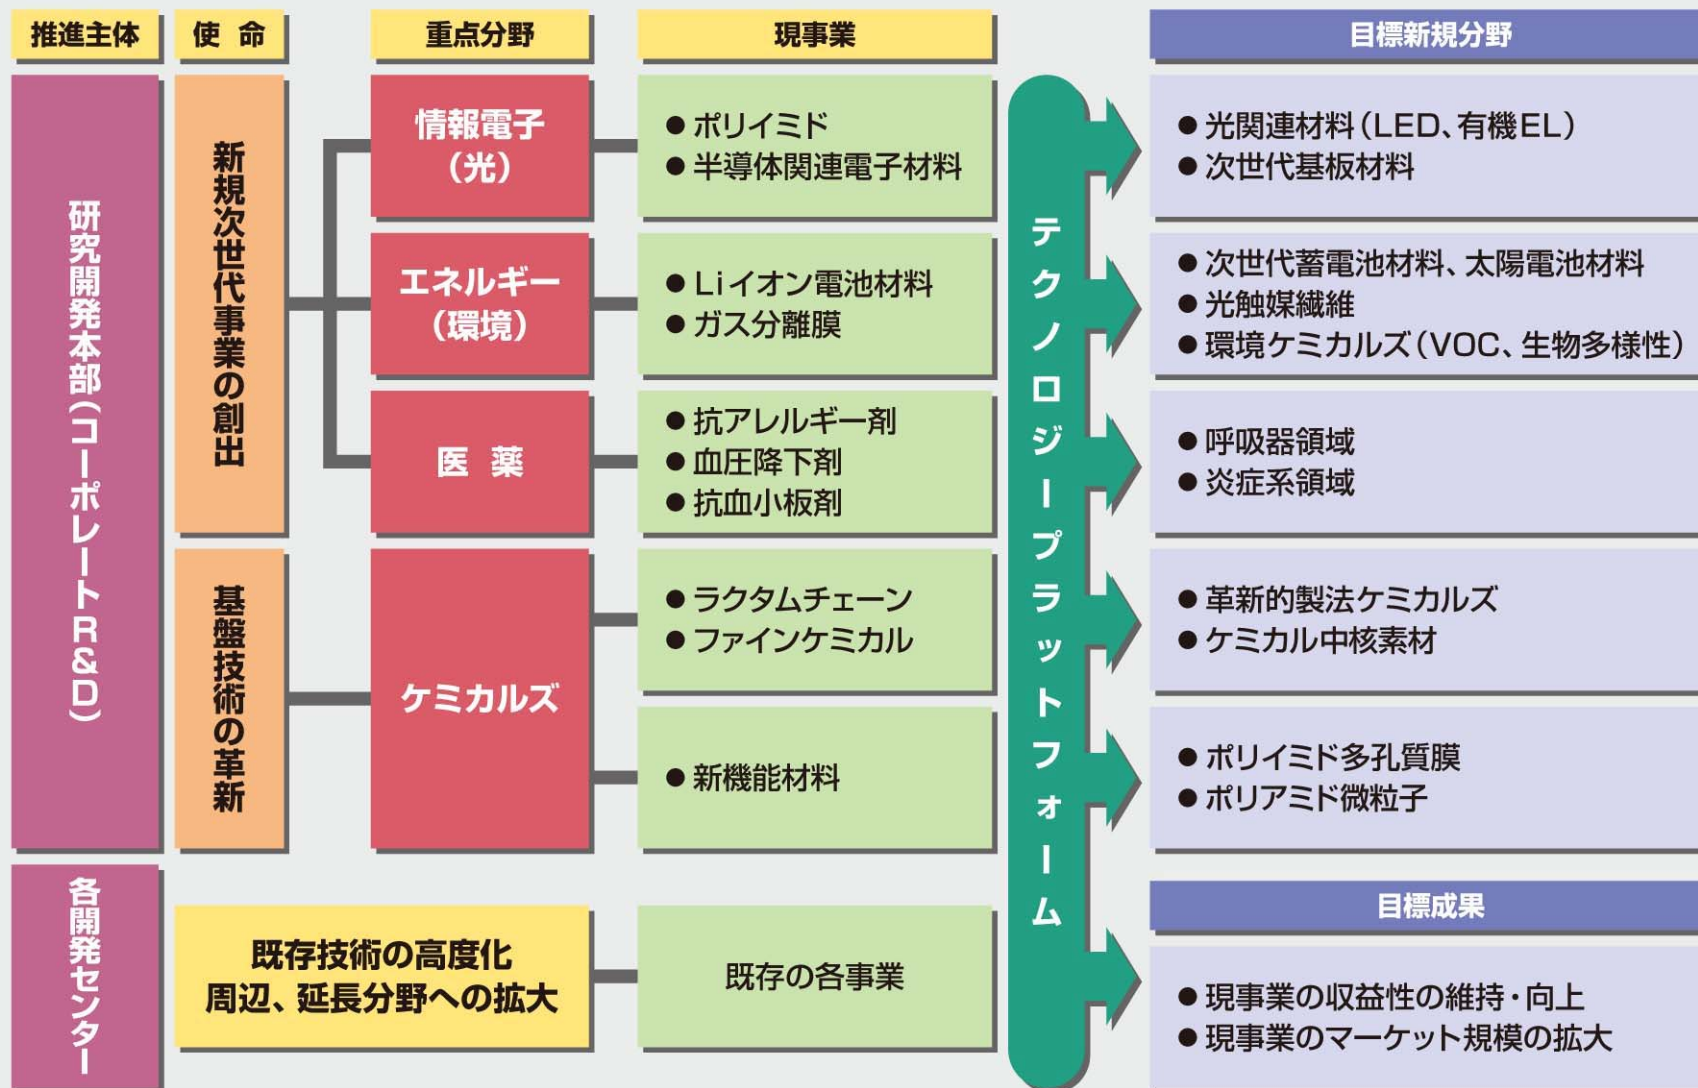 推進主体
使 命
重点分野
現事業
目標新規分野
研究開発本部(コーポレートR&D)
新規次世代事業の創出
情報電子
(光)
● ポリイミド
● 半導体関連電子材料
● 光関連材料(LED、有機EL)
● 次世代基板材料
エネルギー
(環境)
● Liイオン電池材料
● ガス分離膜
● 次世代蓄電池材料、太陽電池材料
● 光触媒繊維
● 環境ケミカルズ(VOC、生物多様性)
医 薬
● 抗アレルギー剤
● 血圧降下剤
● 抗血小板剤
● 呼吸器領域
● 炎症系領域
基盤技術の革新
ケミカルズ
● ラクタムチェーン
● ファインケミカル
● 革新的製法ケミカルズ
● ケミカル中核素材
● 新機能材料
● ポリイミド多孔質膜
● ポリアミド微粒子
テクノロジープラットフォーム
各開発センター
既存技術の高度化
周辺、延長分野への拡大
既存の各事業
目標成果
● 現事業の収益性の維持・向上
● 現事業のマーケット規模の拡大